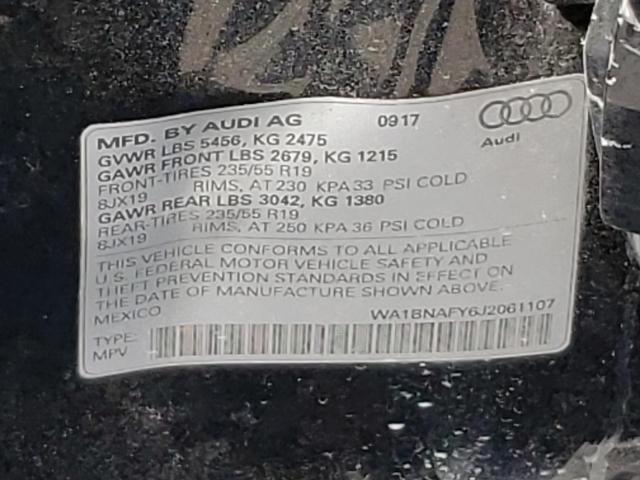 MFD. BY AUDI AG 0917
Audi
GVWR LBS 5456, KG 2475
GAWR FRONT LBS 2679, KG 1215
FRONT-TIRES 235/55 R19
8JX19 RIMS, AT 230 KPA 33 PSI COLD
GAWR REAR LBS 3042, KG 1380
REAR-TIRES 235/55 R19
8JX19 RIMS, AT 250 KPA 36 PSI COLD
THIS VEHICLE CONFORMS TO ALL APPLICABLE
U.S. FEDERAL MOTOR VEHICLE SAFETY AND
THEFT PREVENTION STANDARDS IN EFFECT ON
THE DATE OF MANUFACTURE SHOWN ABOVE.
MEXICO WA1BNAFY6J2061107
TYPE:
MPV